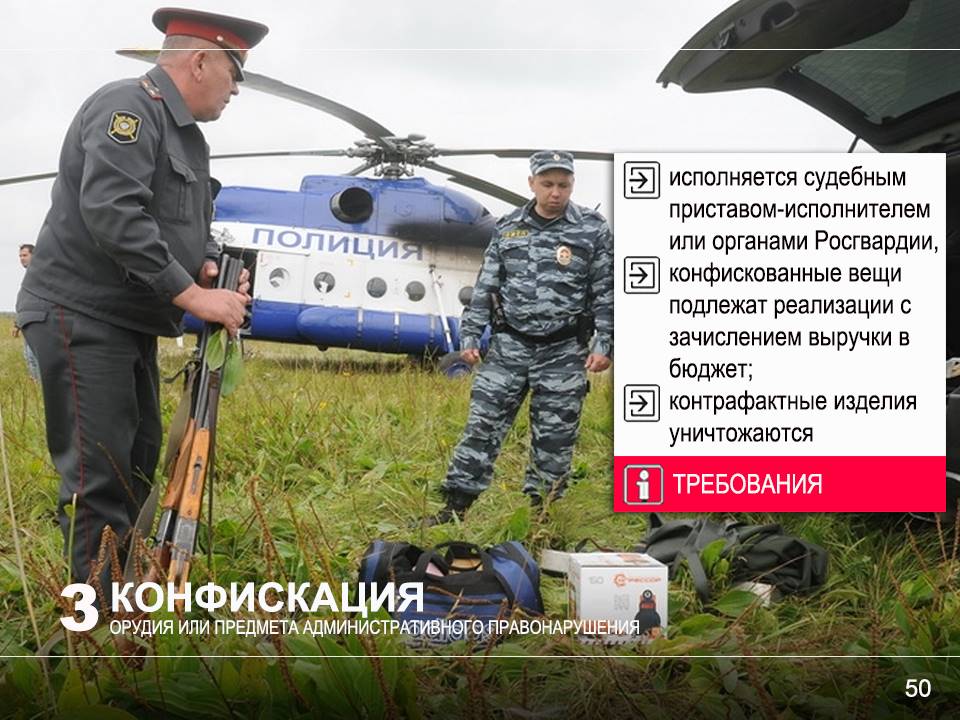 ПОЛИЦИЯ
исполняется судебным
приставом-исполнителем
или органами Росгвардии,
конфискованные вещи
подлежат реализации с
зачислением выручки в
бюджет;
контрафактные изделия
уничтожаются
ТРЕБОВАНИЯ
150
3 КОНФИСКАЦИЯ
ОРУДИЯ ИЛИ ПРЕДМЕТА АДМИНИСТРАТИВНОГО ПРАВОНАРУШЕНИЯ
50